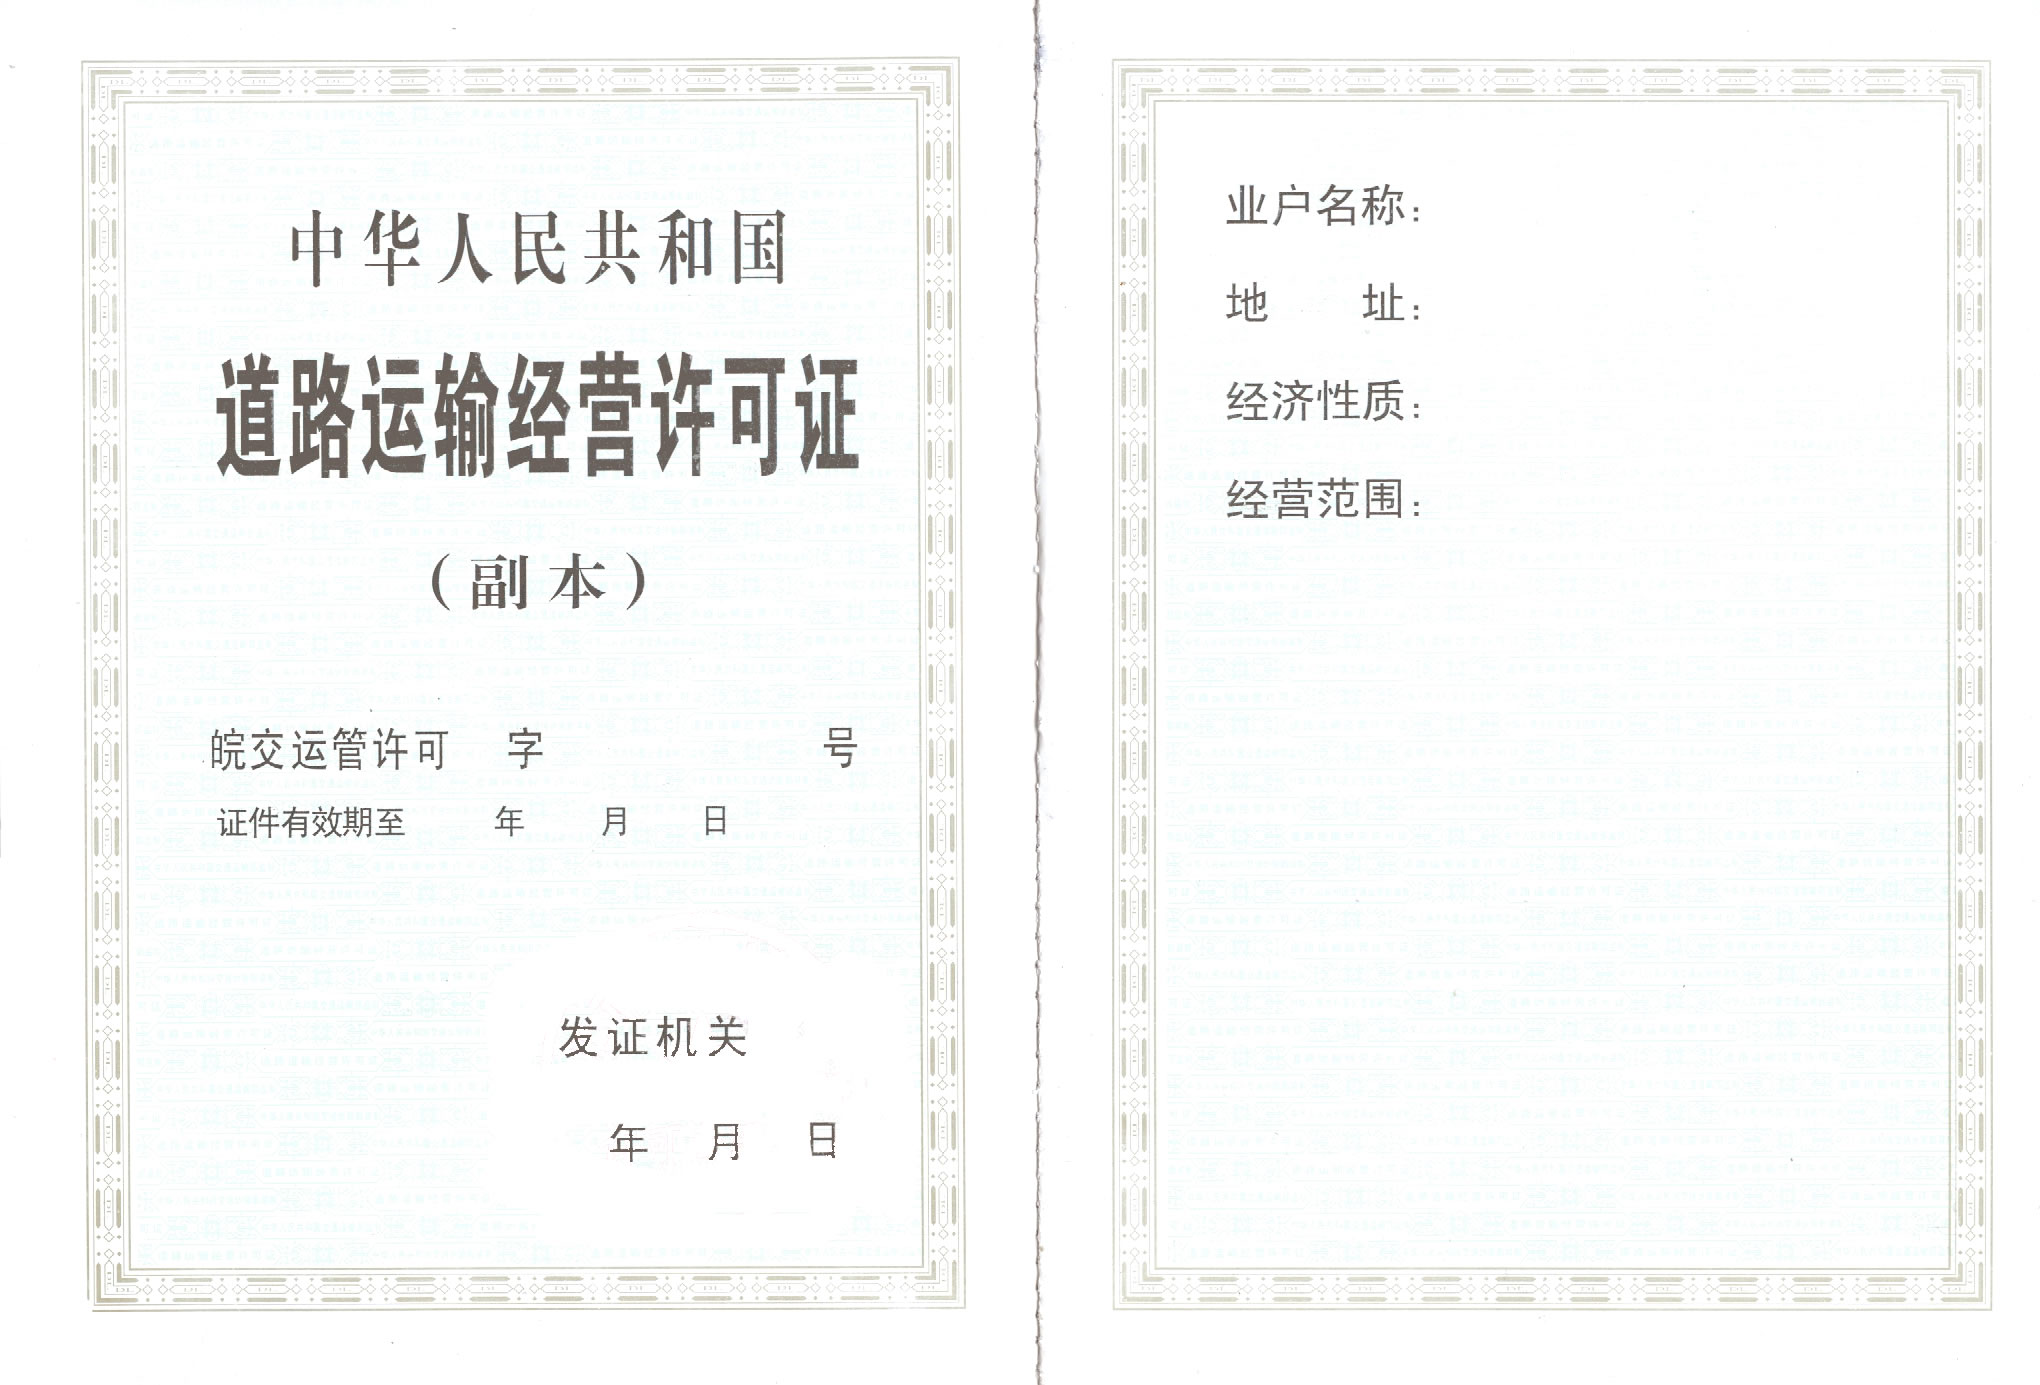 中华人民共和国
道路运输经营许可证
(副本)
皖交运管许可 字 号
证件有效期至 年 月 日
发证机关
年 月 日
业户名称:
地 址:
经济性质:
经营范围: